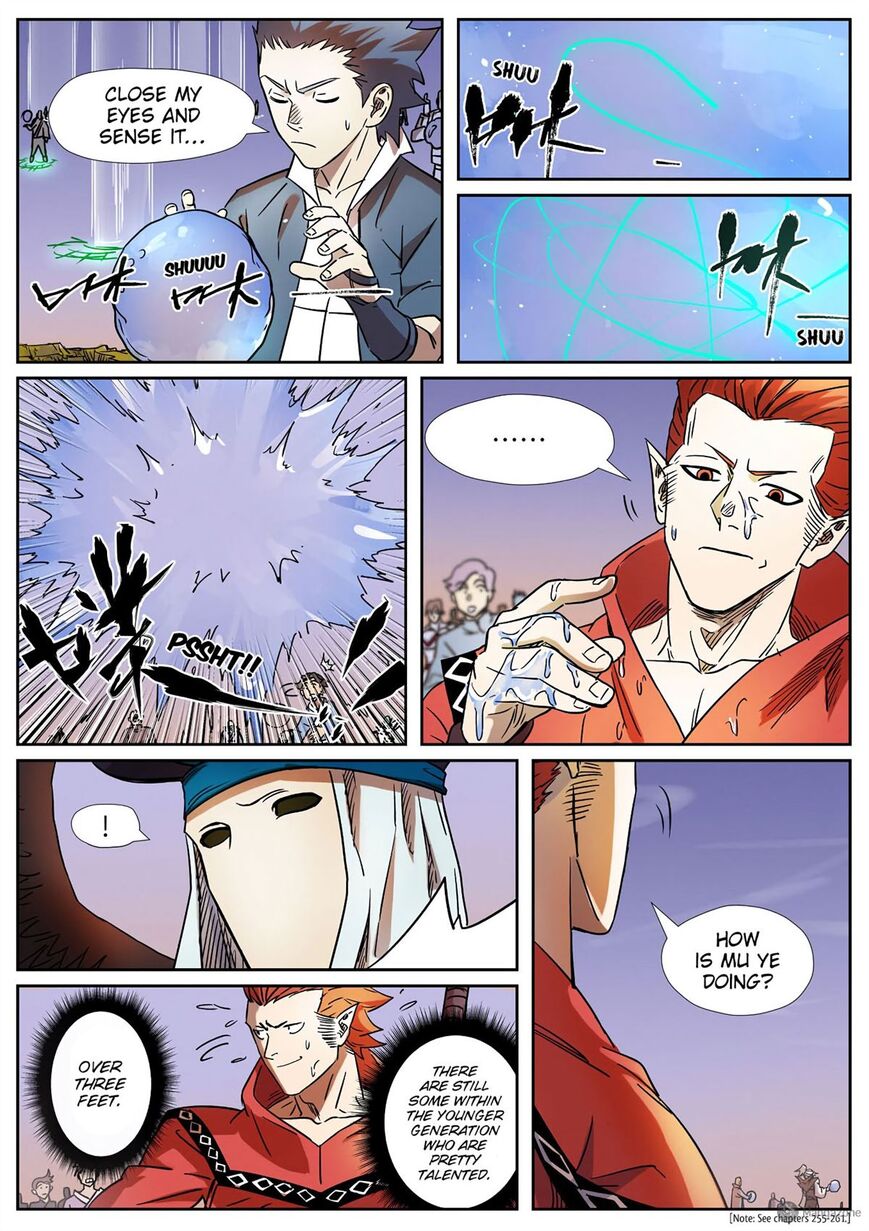 CLOSE MY
EYES AND
SENSE IT...
SHUUUU
SHUU
SHUU
PSSHT!!
......
!
HOW
IS MU YE
DOING?
OVER
THREE
FEET.
THERE
ARE STILL
SOME WITHIN
THE YOUNGER
GENERATION
WHO ARE
PRETTY
TALENTED.
Mangazone
[Note: See chapters 255-261.]